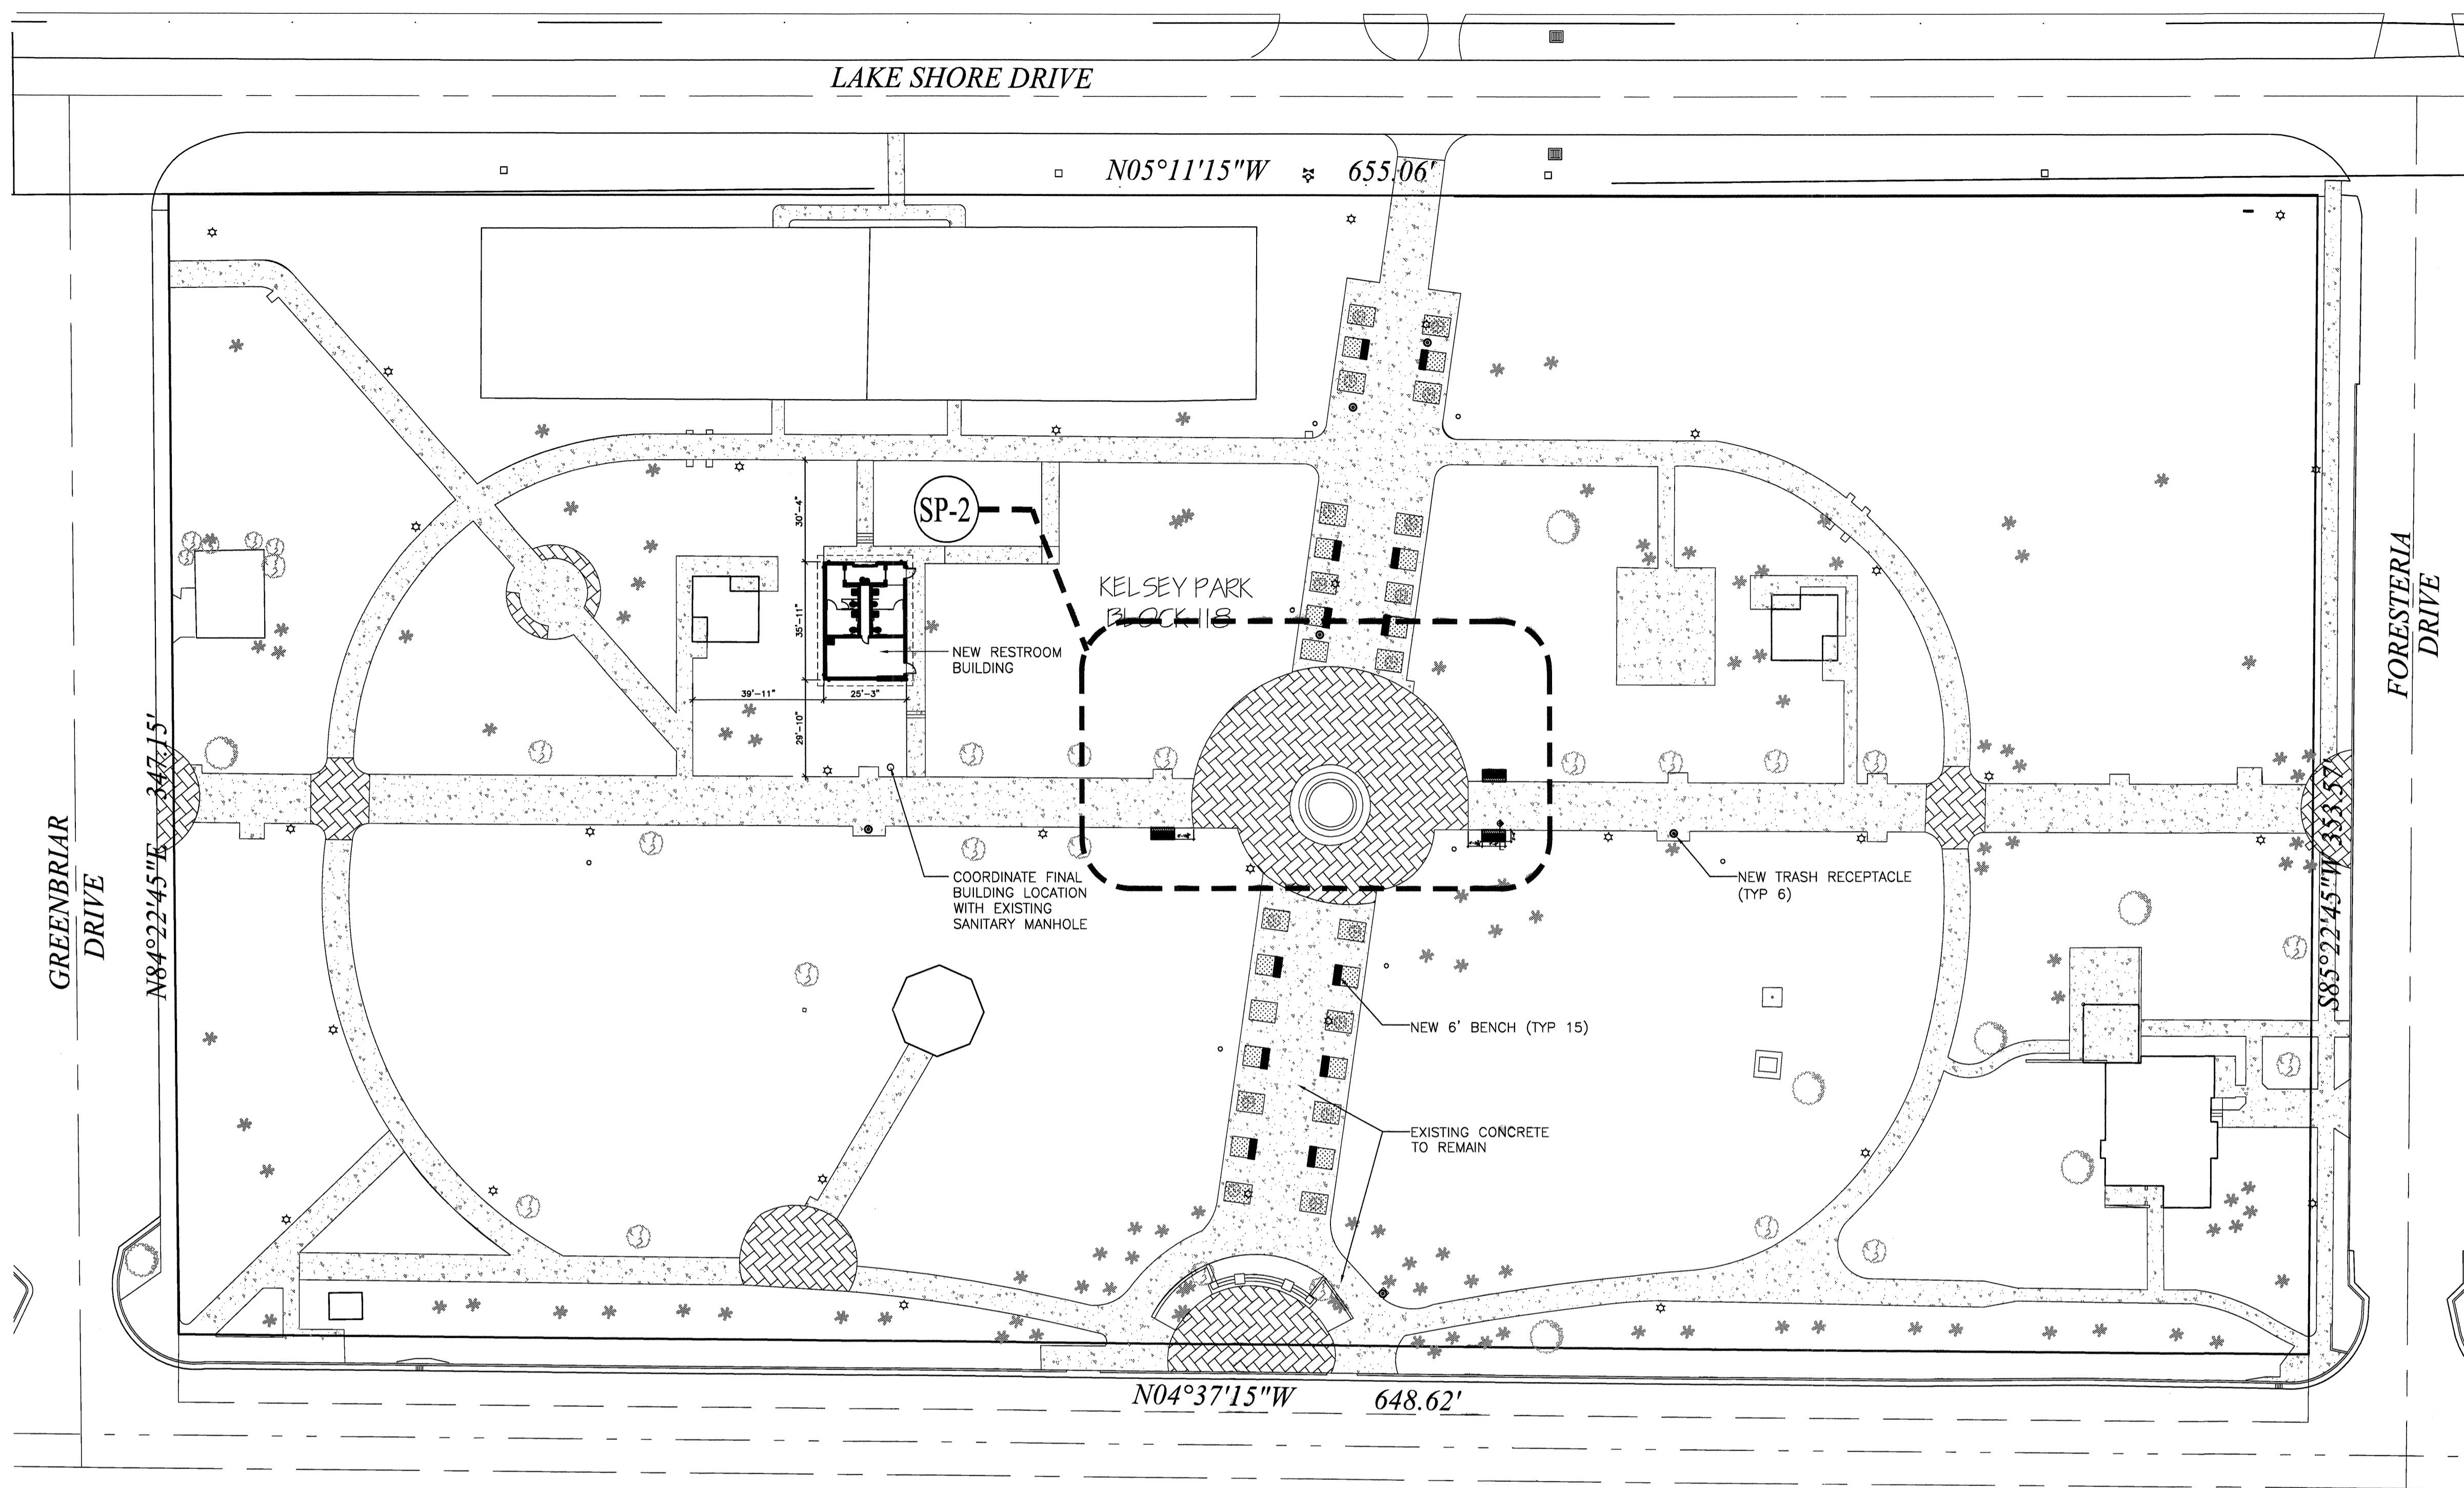 LAKE SHORE DRIVE
N05°11'15"W 655.06'
SP-2
30'-4"
KELSEY PARK
BLOCK 118
35'-11"
NEW RESTROOM
BUILDING
39'-11"
25'-3"
29'-10"
FORESTERIA
DRIVE
GREENBRIAR
DRIVE
N84°22'45"E 347.15'
S85°22'45"W 353.57'
COORDINATE FINAL
BUILDING LOCATION
WITH EXISTING
SANITARY MANHOLE
NEW TRASH RECEPTACLE
(TYP 6)
NEW 6' BENCH (TYP 15)
EXISTING CONCRETE
TO REMAIN
N04°37'15"W 648.62'